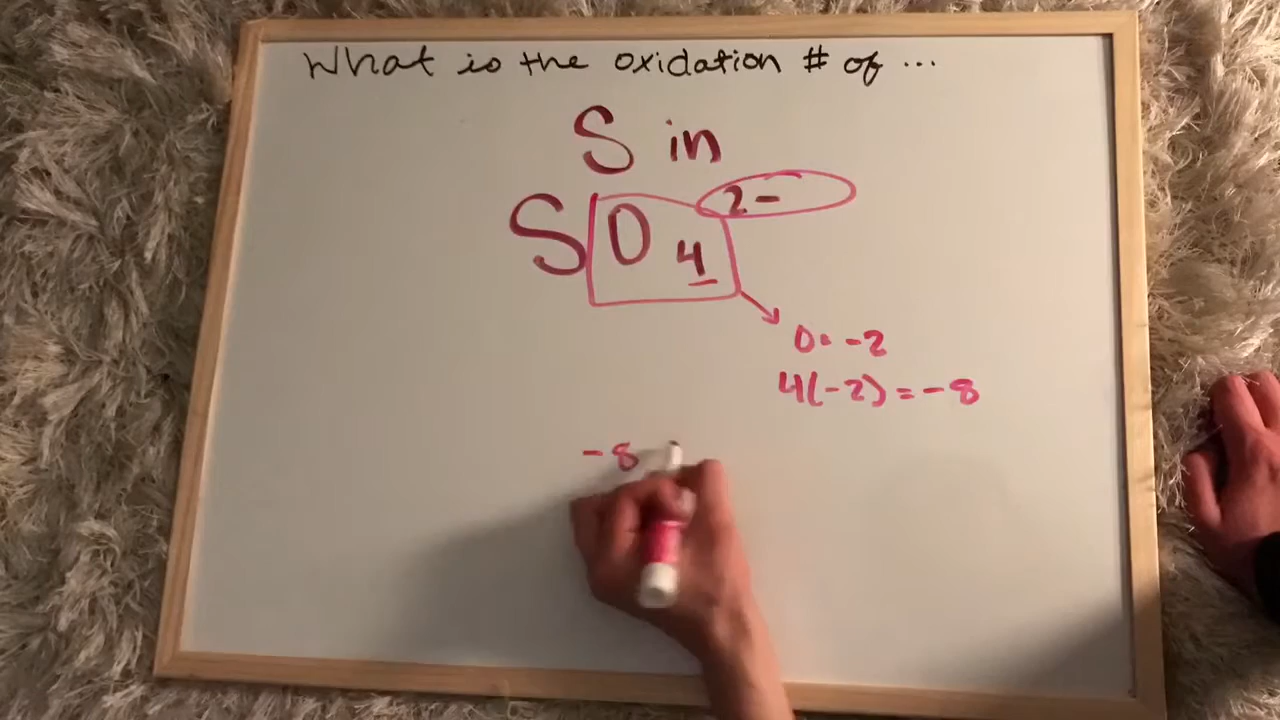 What is the oxidation # of ...
S in
SO4 2-
O = -2
4(-2) = -8
-8